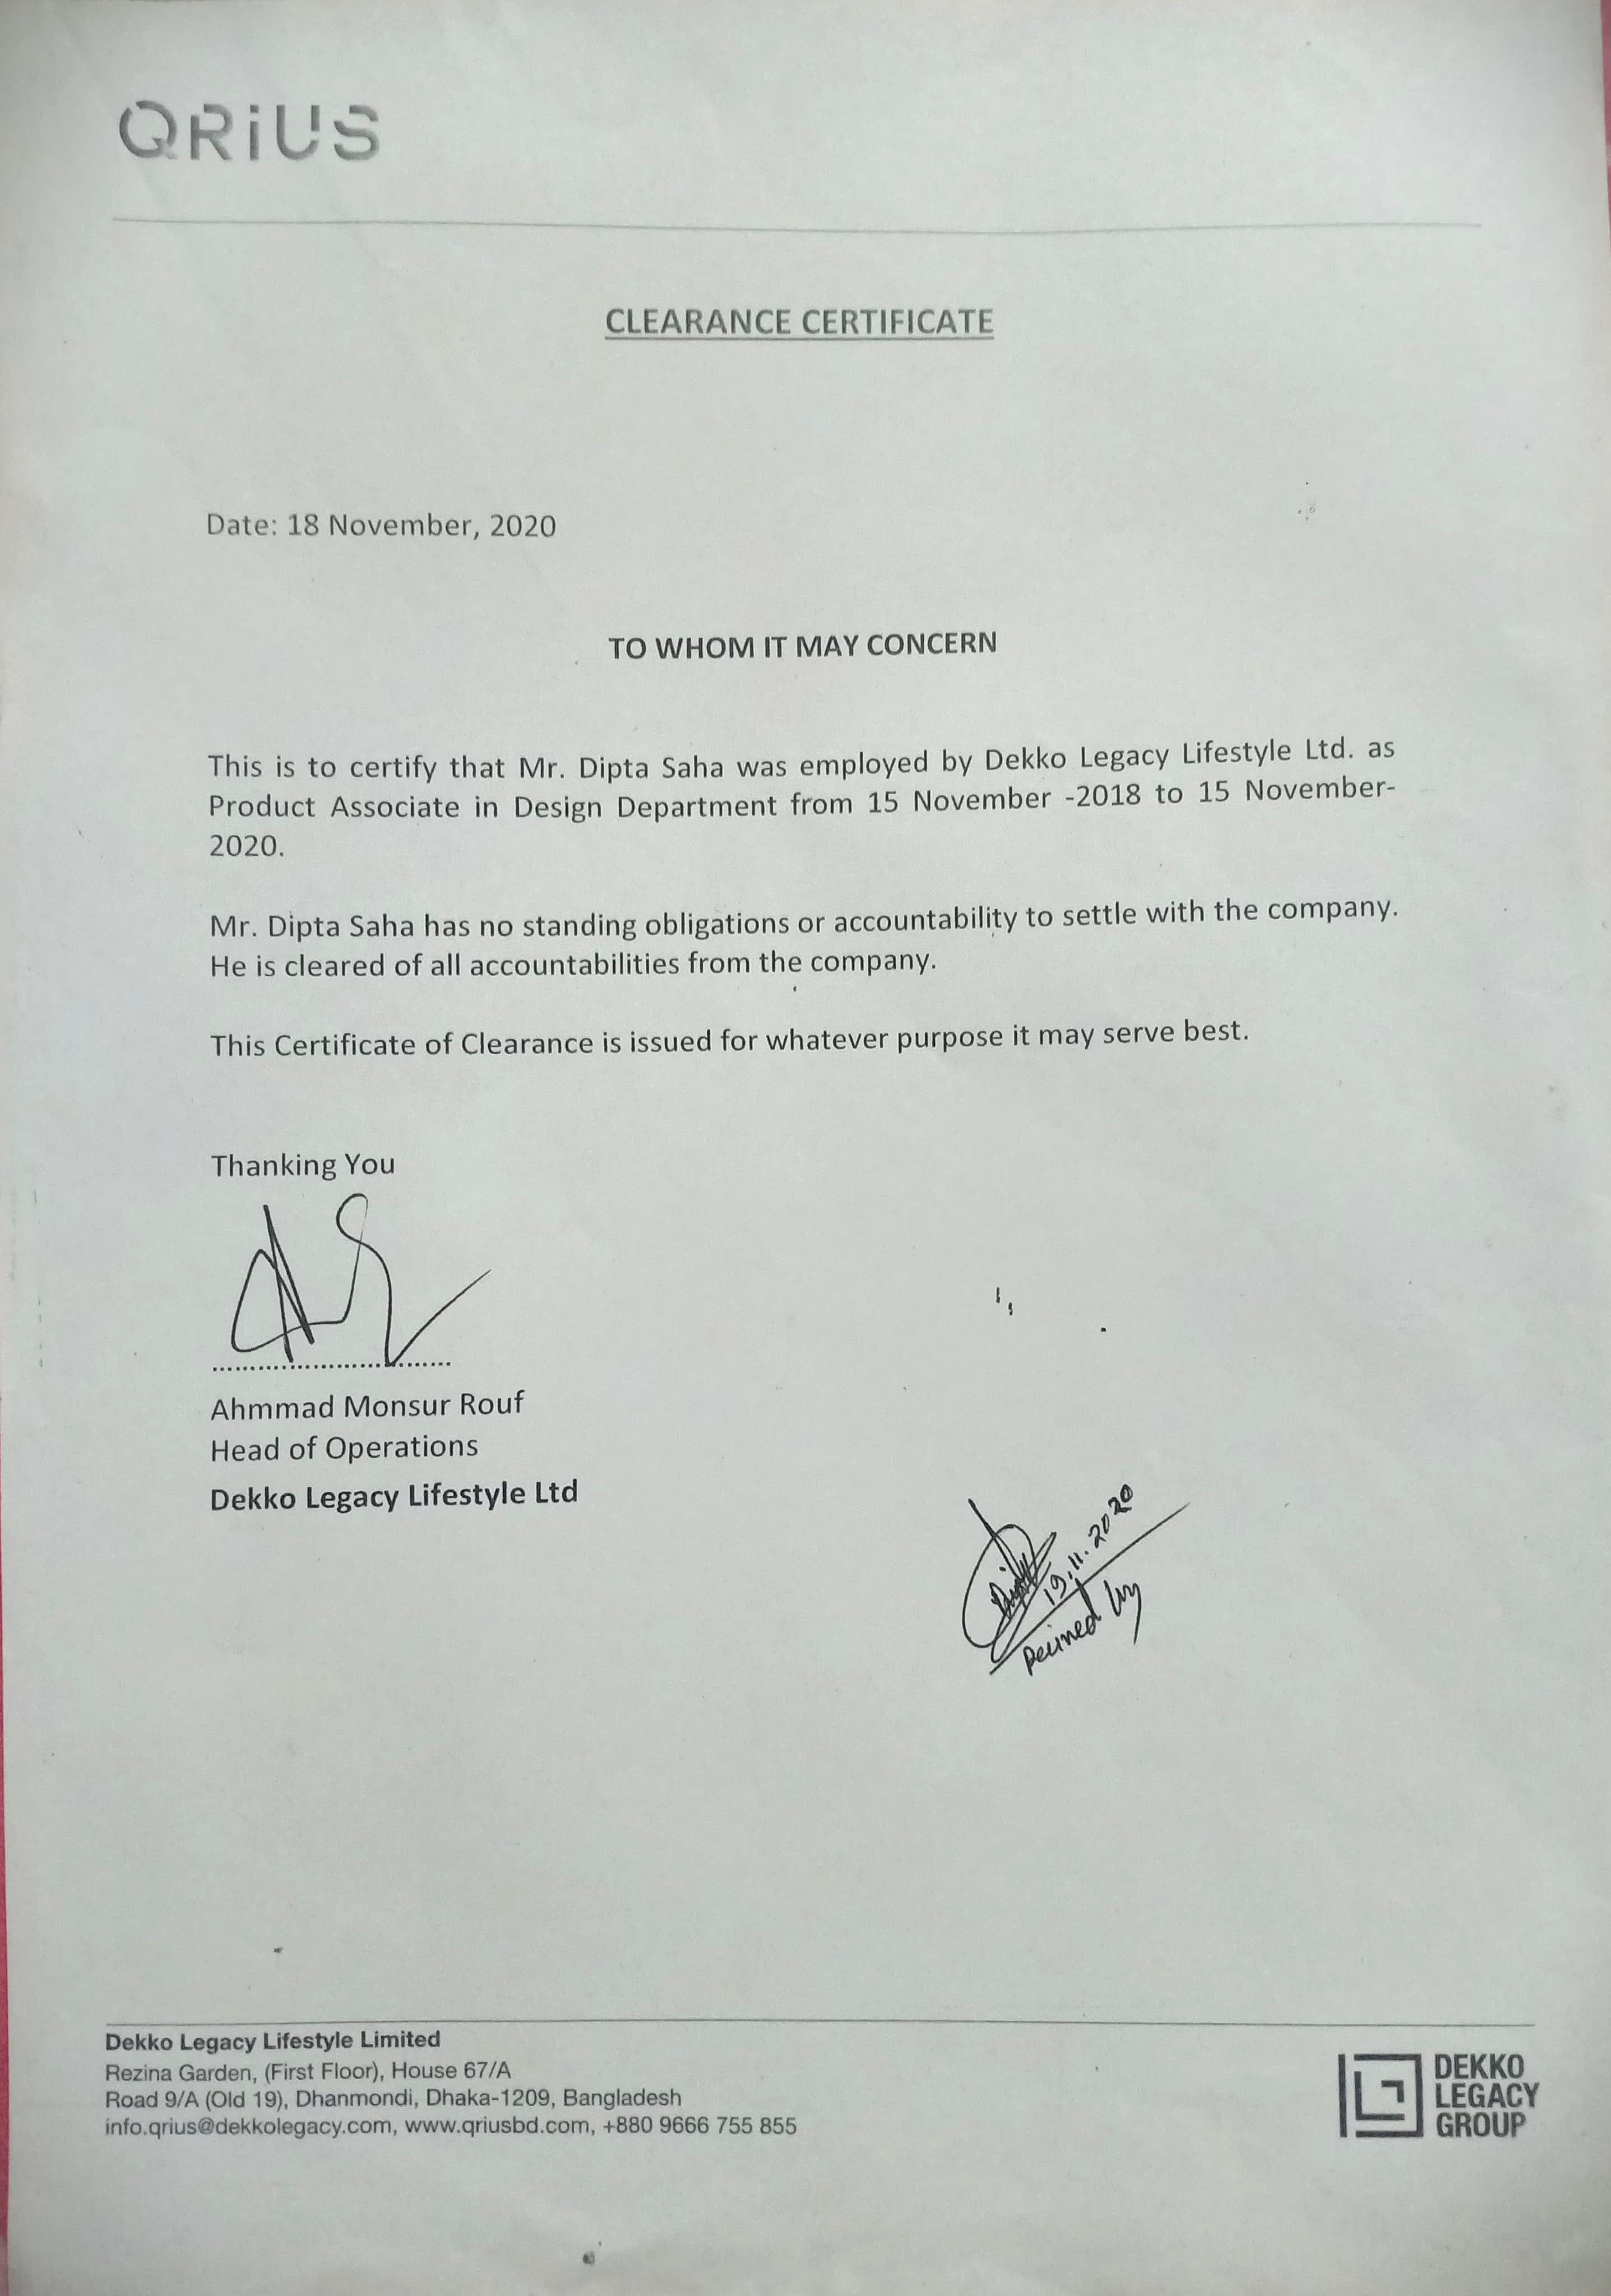 QRiUS
CLEARANCE CERTIFICATE
Date: 18 November, 2020
TO WHOM IT MAY CONCERN
This is to certify that Mr. Dipta Saha was employed by Dekko Legacy Lifestyle Ltd. as
Product Associate in Design Department from 15 November -2018 to 15 November-
2020.
Mr. Dipta Saha has no standing obligations or accountability to settle with the company.
He is cleared of all accountabilities from the company.
This Certificate of Clearance is issued for whatever purpose it may serve best.
Thanking You
Ahmmad Monsur Rouf
Head of Operations
Dekko Legacy Lifestyle Ltd
19.11.2020
by
Dekko Legacy Lifestyle Limited
Rezina Garden, (First Floor), House 67/A
Road 9/A (Old 19), Dhanmondi, Dhaka-1209, Bangladesh
info.qrius@dekkolegacy.com, www.qriusbd.com, +880 9666 755 855
DEKKO
LEGACY
GROUP